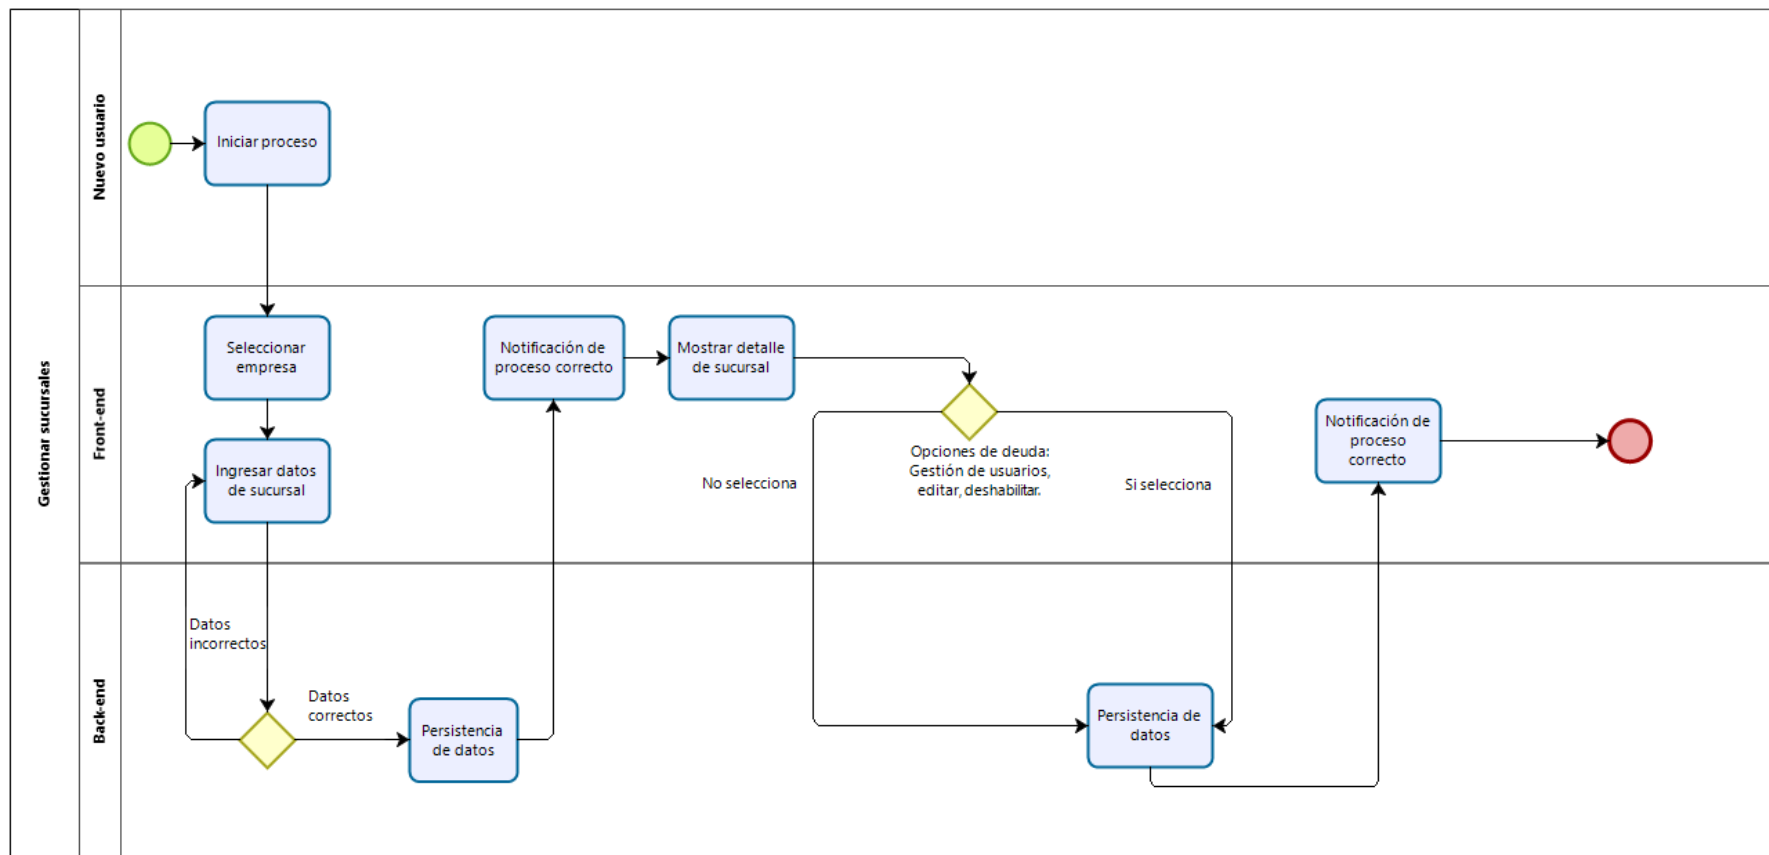 Gestionar sucursales
Nuevo usuario
Iniciar proceso
Front-end
Seleccionar
empresa
Notificación de
proceso correcto
Mostrar detalle
de sucursal
Ingresar datos
de sucursal
Opciones de deuda:
Gestión de usuarios,
editar, deshabilitar.
No selecciona
Si selecciona
Notificación de
proceso
correcto
Back-end
Datos
incorrectos
Datos
correctos
Persistencia
de datos
Persistencia de
datos